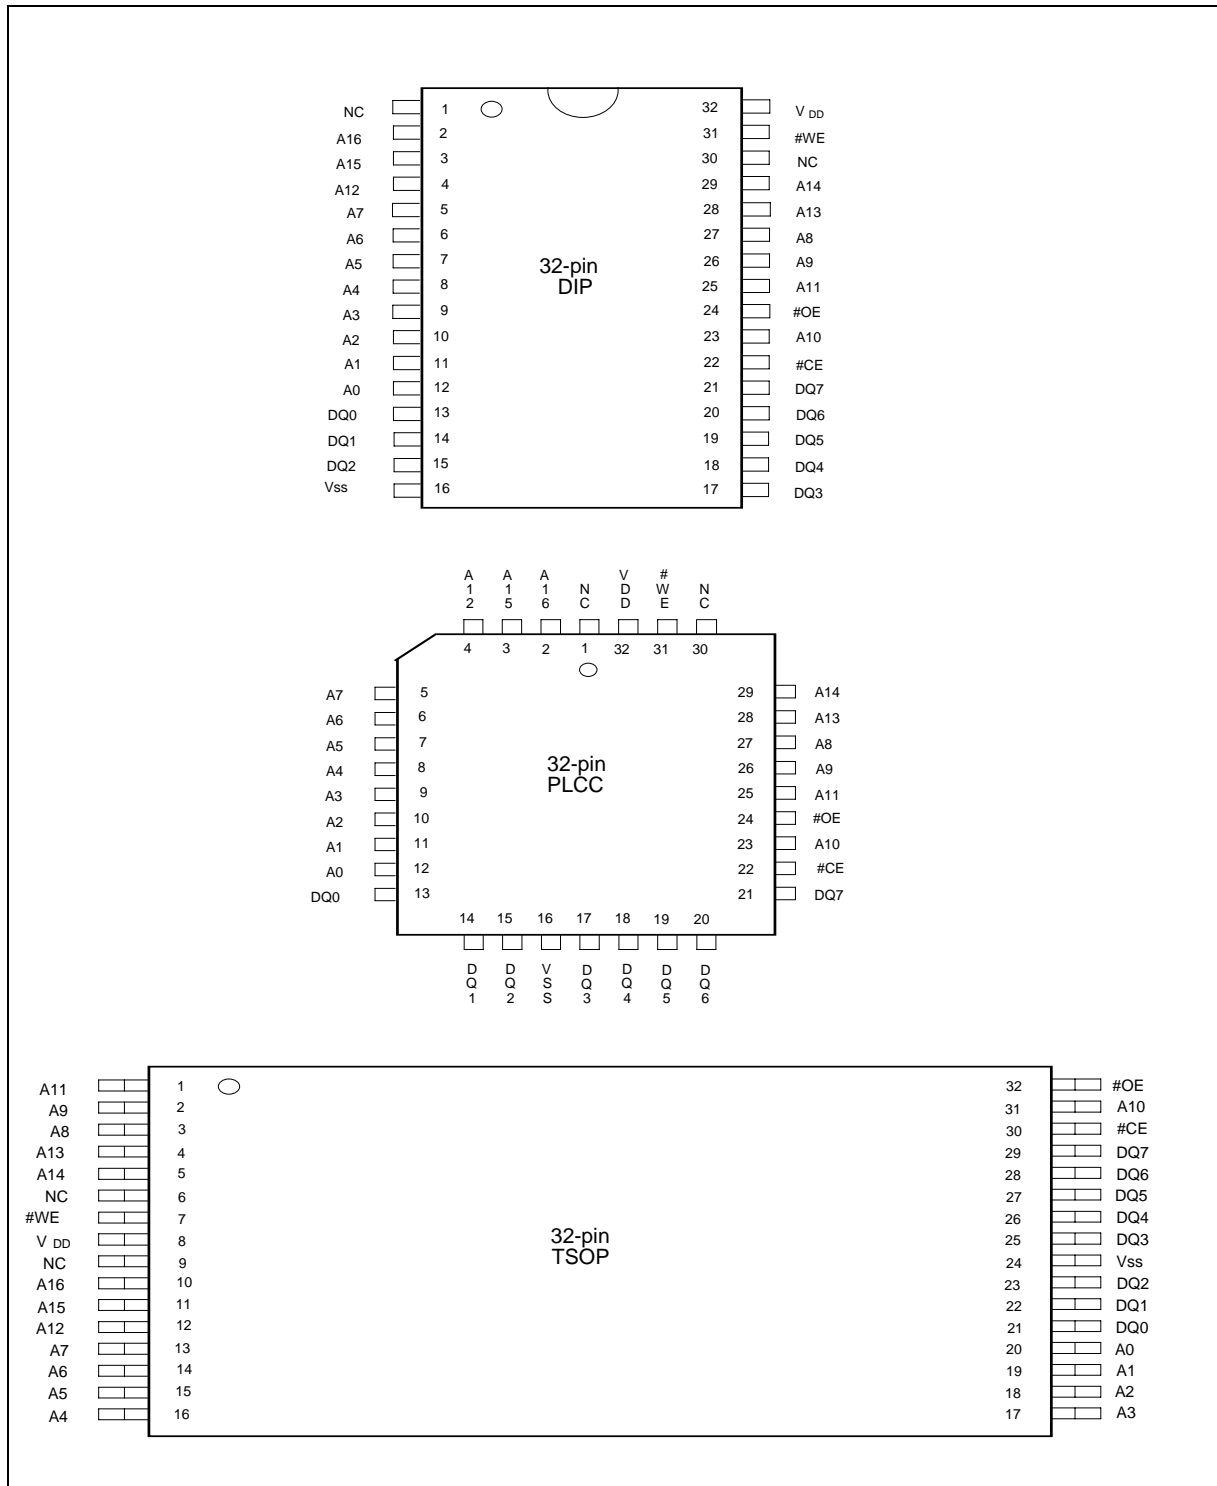 NC 1 32 V DD
A16 2 31 #WE
A15 3 30 NC
A12 4 29 A14
A7 5 28 A13
A6 6 27 A8
A5 7 26 A9
A4 8 25 A11
A3 9 24 #OE
A2 10 23 A10
A1 11 22 #CE
A0 12 21 DQ7
DQ0 13 20 DQ6
DQ1 14 19 DQ5
DQ2 15 18 DQ4
Vss 16 17 DQ3
32-pin
DIP
A12 A15 A16 NC VDD #WE NC
4 3 2 1 32 31 30
A7 5 29 A14
A6 6 28 A13
A5 7 27 A8
A4 8 26 A9
A3 9 25 A11
A2 10 24 #OE
A1 11 23 A10
A0 12 22 #CE
DQ0 13 21 DQ7
32-pin
PLCC
14 15 16 17 18 19 20
DQ1 DQ2 VSS DQ3 DQ4 DQ5 DQ6
A11 1 32 #OE
A9 2 31 A10
A8 3 30 #CE
A13 4 29 DQ7
A14 5 28 DQ6
NC 6 27 DQ5
#WE 7 26 DQ4
V DD 8 25 DQ3
NC 9 24 Vss
A16 10 23 DQ2
A15 11 22 DQ1
A12 12 21 DQ0
A7 13 20 A0
A6 14 19 A1
A5 15 18 A2
A4 16 17 A3
32-pin
TSOP